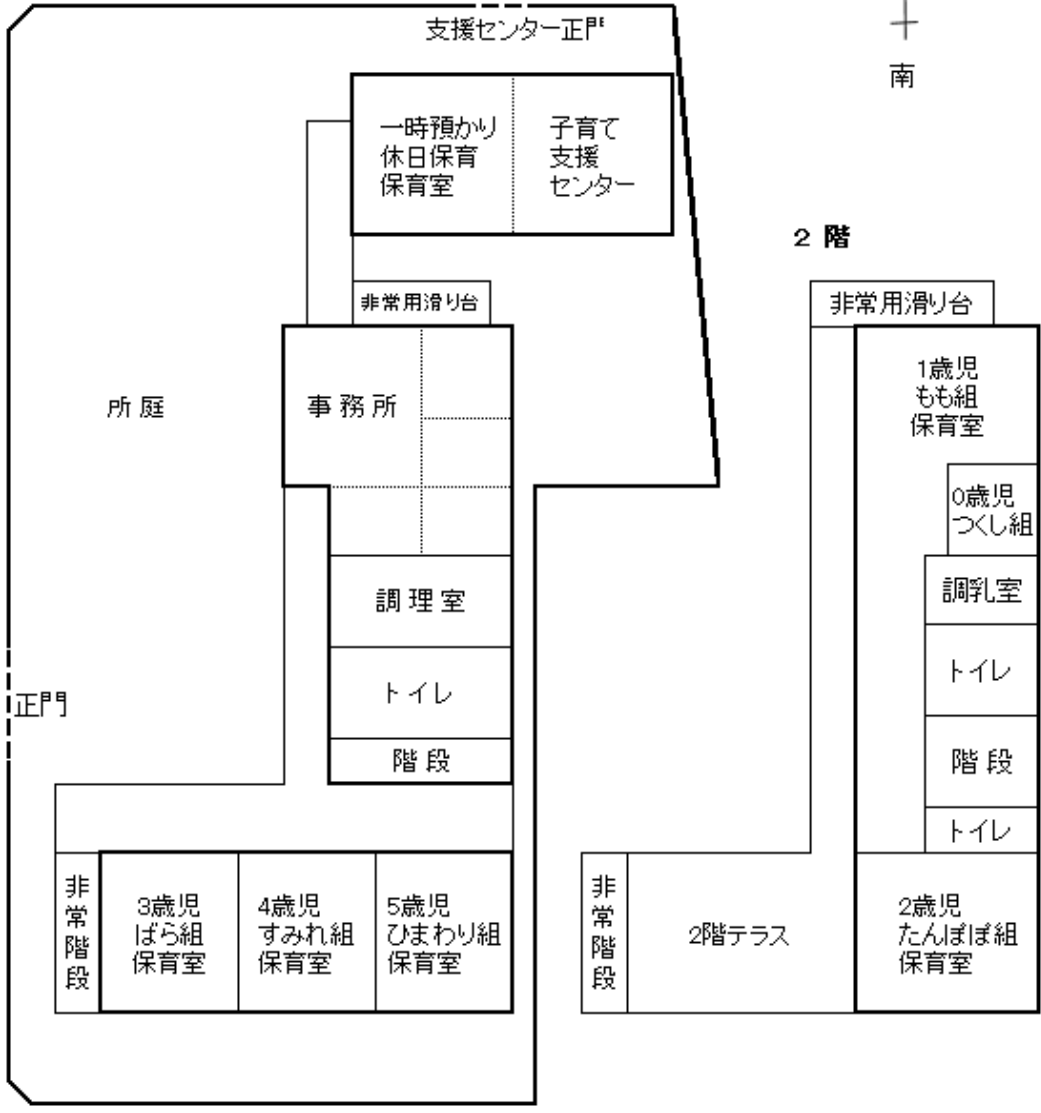 支援センター正門
南
一時預かり
休日保育
保育室
子育て
支援
センター
2 階
非常用滑り台
非常用滑り台
1歳児
もも組
保育室
所庭
事務所
0歳児
つくし組
調理室
調乳室
トイレ
トイレ
正門
階段
階段
トイレ
非常階段
3歳児
ばら組
保育室
4歳児
すみれ組
保育室
5歳児
ひまわり組
保育室
非常階段
2階テラス
2歳児
たんぽぽ組
保育室